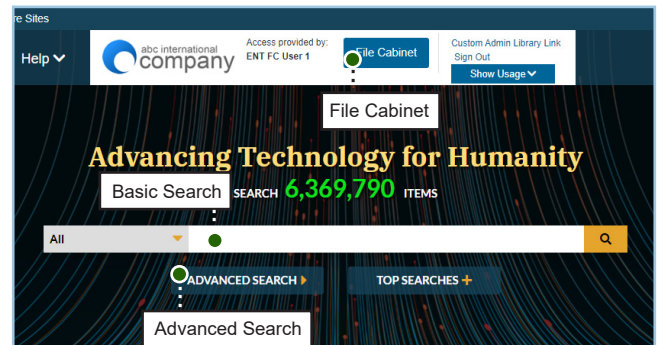 re Sites
Help
abc international
company
Access provided by:
ENT FC User 1
File Cabinet
Custom Admin Library Link
Sign Out
Show Usage
File Cabinet
Advancing Technology for Humanity
Basic Search
SEARCH 6,369,790 ITEMS
All
ADVANCED SEARCH
TOP SEARCHES +
Advanced Search